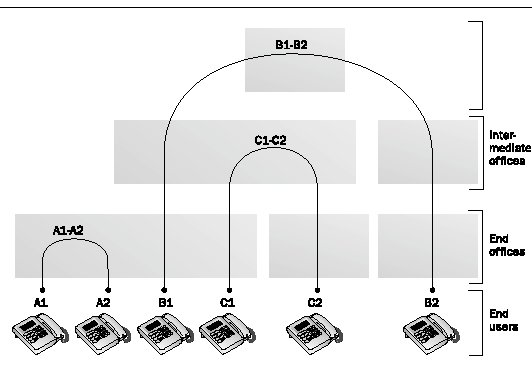 B1-B2
C1-C2
Inter-
mediate
offices
A1-A2
End
offices
A1 A2 B1 C1 C2 B2
End
users